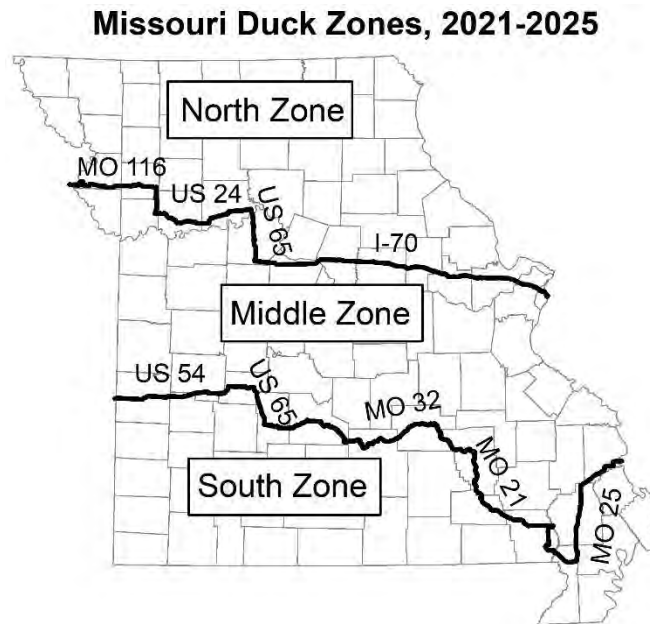 Missouri Duck Zones, 2021-2025
North Zone
MO 116
US 24
US 65
I-70
Middle Zone
US 54
US 65
MO 32
South Zone
MO 21
MO 25